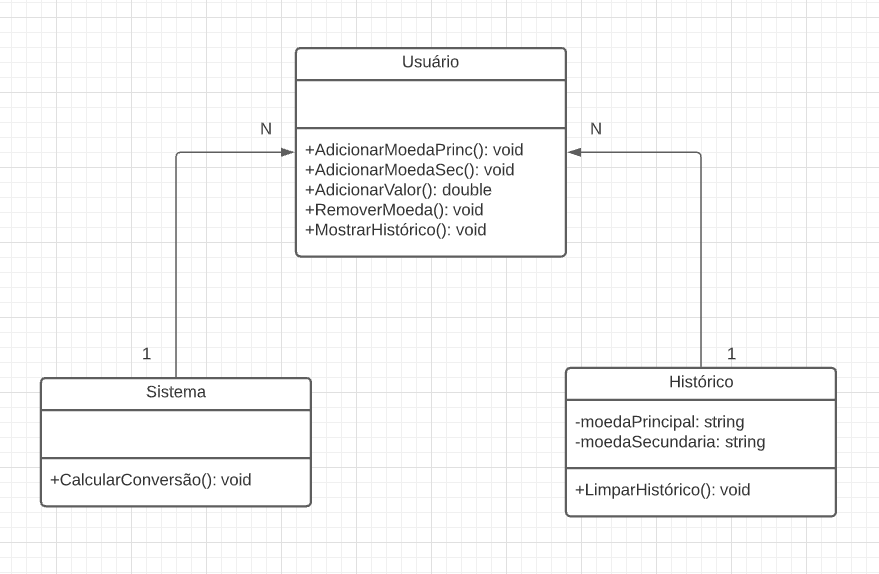 Usuário
N
N
+AdicionarMoedaPrinc(): void
+AdicionarMoedaSec(): void
+AdicionarValor(): double
+RemoverMoeda(): void
+MostrarHistórico(): void
1
1
Sistema
+CalcularConversão(): void
Histórico
-moedaPrincipal: string
-moedaSecundaria: string
+LimparHistórico(): void